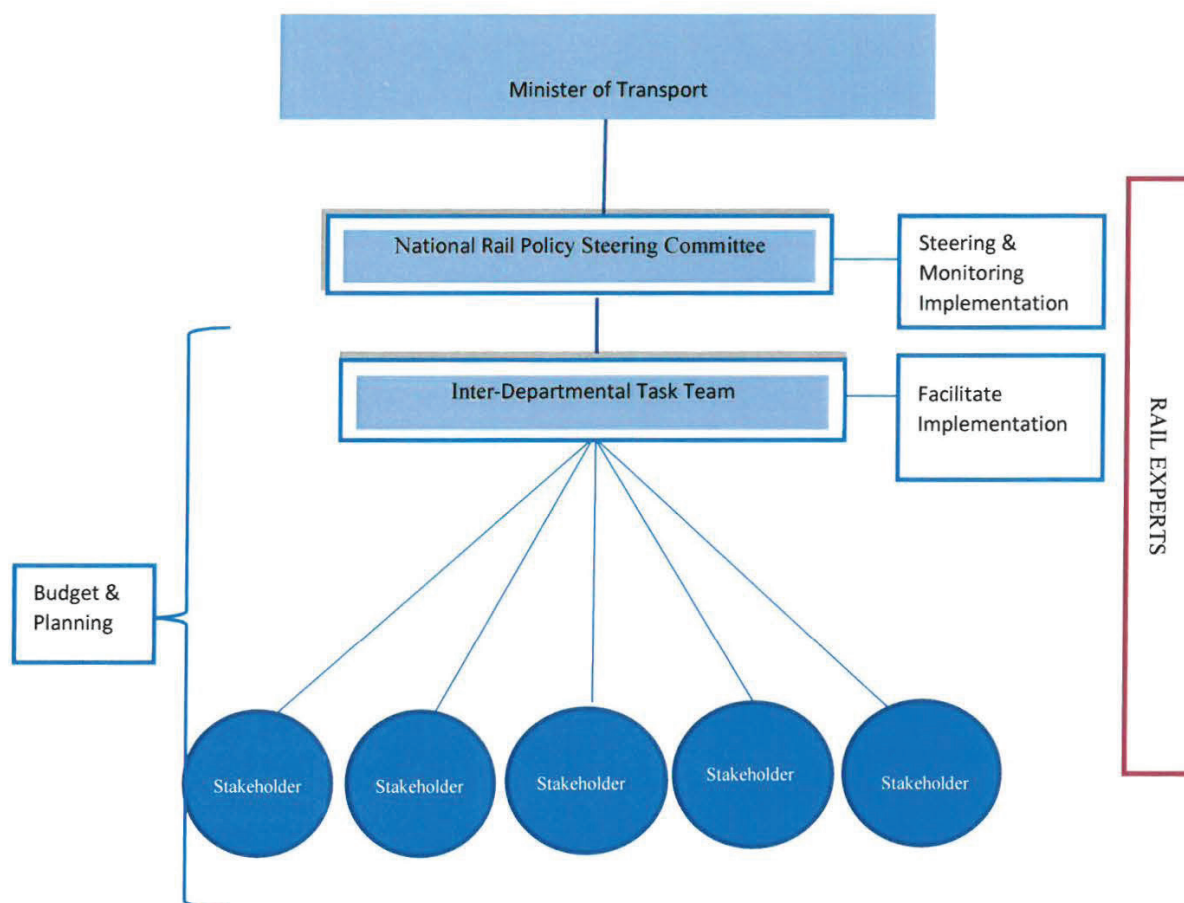 Minister of Transport
National Rail Policy Steering Committee
Steering &
Monitoring
Implementation
Inter-Departmental Task Team
Facilitate
Implementation
RAIL EXPERTS
Budget &
Planning
Stakeholder
Stakeholder
Stakeholder
Stakeholder
Stakeholder